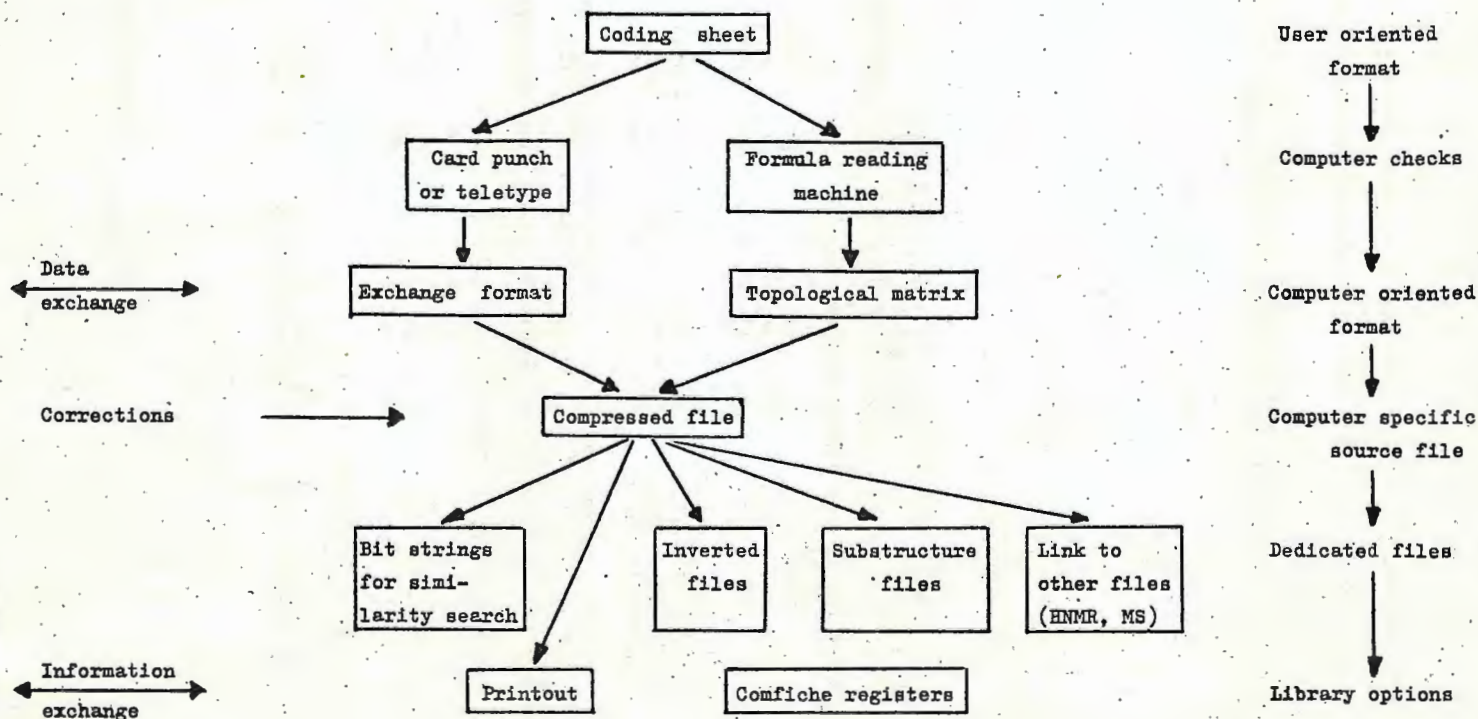 Coding sheet
User oriented
format
Card punch
or teletype
Formula reading
machine
Computer checks
Data
exchange
Exchange format
Topological matrix
Computer oriented
format
Corrections
Compressed file
Computer specific
source file
Bit strings
for simi-
larity search
Inverted
files
Substructure
files
Link to
other files
(HNMR, MS)
Dedicated files
Information
exchange
Printout
Comfiche registers
Library options